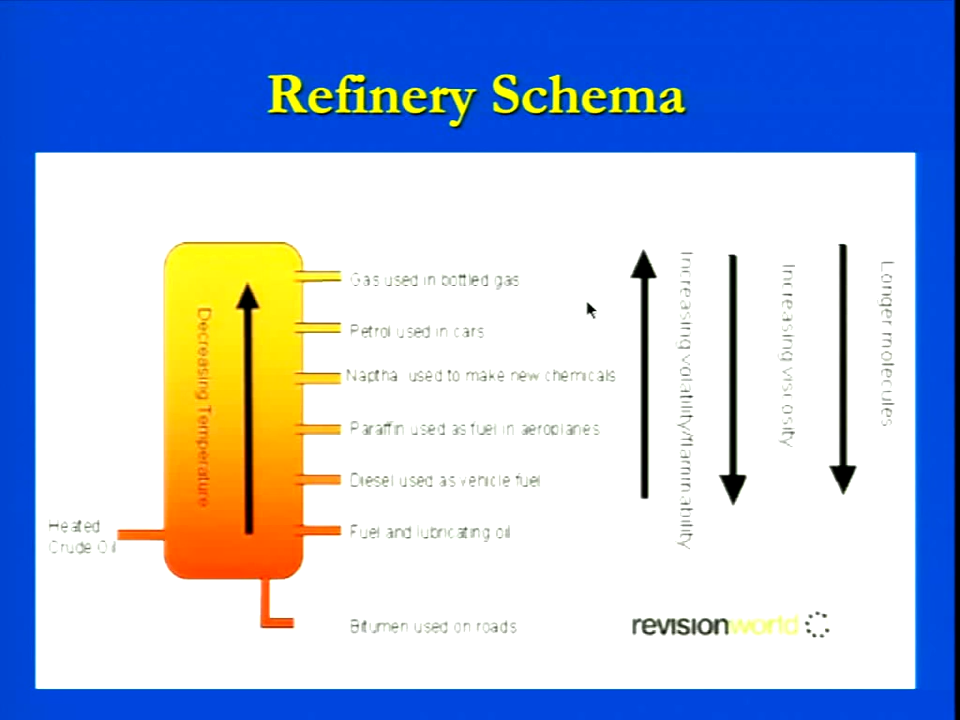 Refinery Schema
Decreasing Temperature
Heated
Crude Oil
Gas used in bottled gas
Petrol used in cars
Naptha used to make new chemicals
Paraffin used as fuel in aeroplanes
Diesel used as vehicle fuel
Fuel and lubricating oil
Bitumen used on roads
Increasing volatility/flammability
Increasing viscosity
Longer molecules
revisionworld